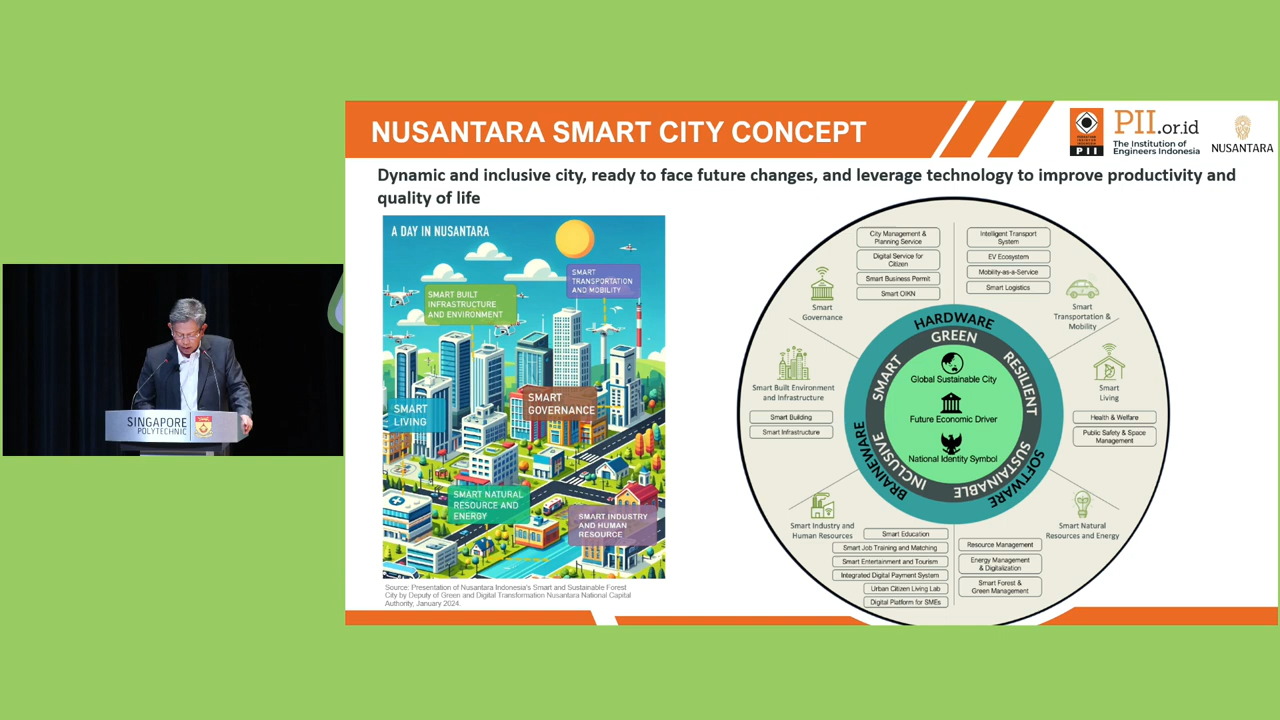 NUSANTARA SMART CITY CONCEPT
PII
PII.or.id
The Institution of
Engineers Indonesia
NUSANTARA
Dynamic and inclusive city, ready to face future changes, and leverage technology to improve productivity and
quality of life
A DAY IN NUSANTARA
SMART
TRANSPORTATION
AND MOBILITY
SMART BUILT
INFRASTRUCTURE
AND ENVIRONMENT
SMART
LIVING
SMART
GOVERNANCE
SMART NATURAL
RESOURCE AND
ENERGY
SMART INDUSTRY
AND HUMAN
RESOURCE
Source: Presentation of Nusantara Indonesia's Smart and Sustainable Forest
City by Deputy of Green and Digital Transformation Nusantara National Capital
Authority, January 2024.
City Management &
Planning Service
Digital Service for
Citizen
Smart Business Permit
Smart OIKN
Smart
Governance
Intelligent Transport
System
EV Ecosystem
Mobility-as-a-Service
Smart Logistics
Smart
Transportation &
Mobility
Smart Built Environment
and Infrastructure
Smart Building
Smart Infrastructure
Smart
Living
Health & Welfare
Public Safety & Space
Management
HARDWARE
SOFTWARE
BRAINWARE
GREEN
RESILIENT
SUSTAINABLE
INCLUSIVE
SMART
Global Sustainable City
Future Economic Driver
National Identity Symbol
Smart Industry and
Human Resources
Smart Education
Smart Job Training and Matching
Smart Entertainment and Tourism
Integrated Digital Payment System
Urban Citizen Living Lab
Digital Platform for SMEs
Smart Natural
Resources and Energy
Resource Management
Energy Management
& Digitalization
Smart Forest &
Green Management
SINGAPORE
POLYTECHNIC